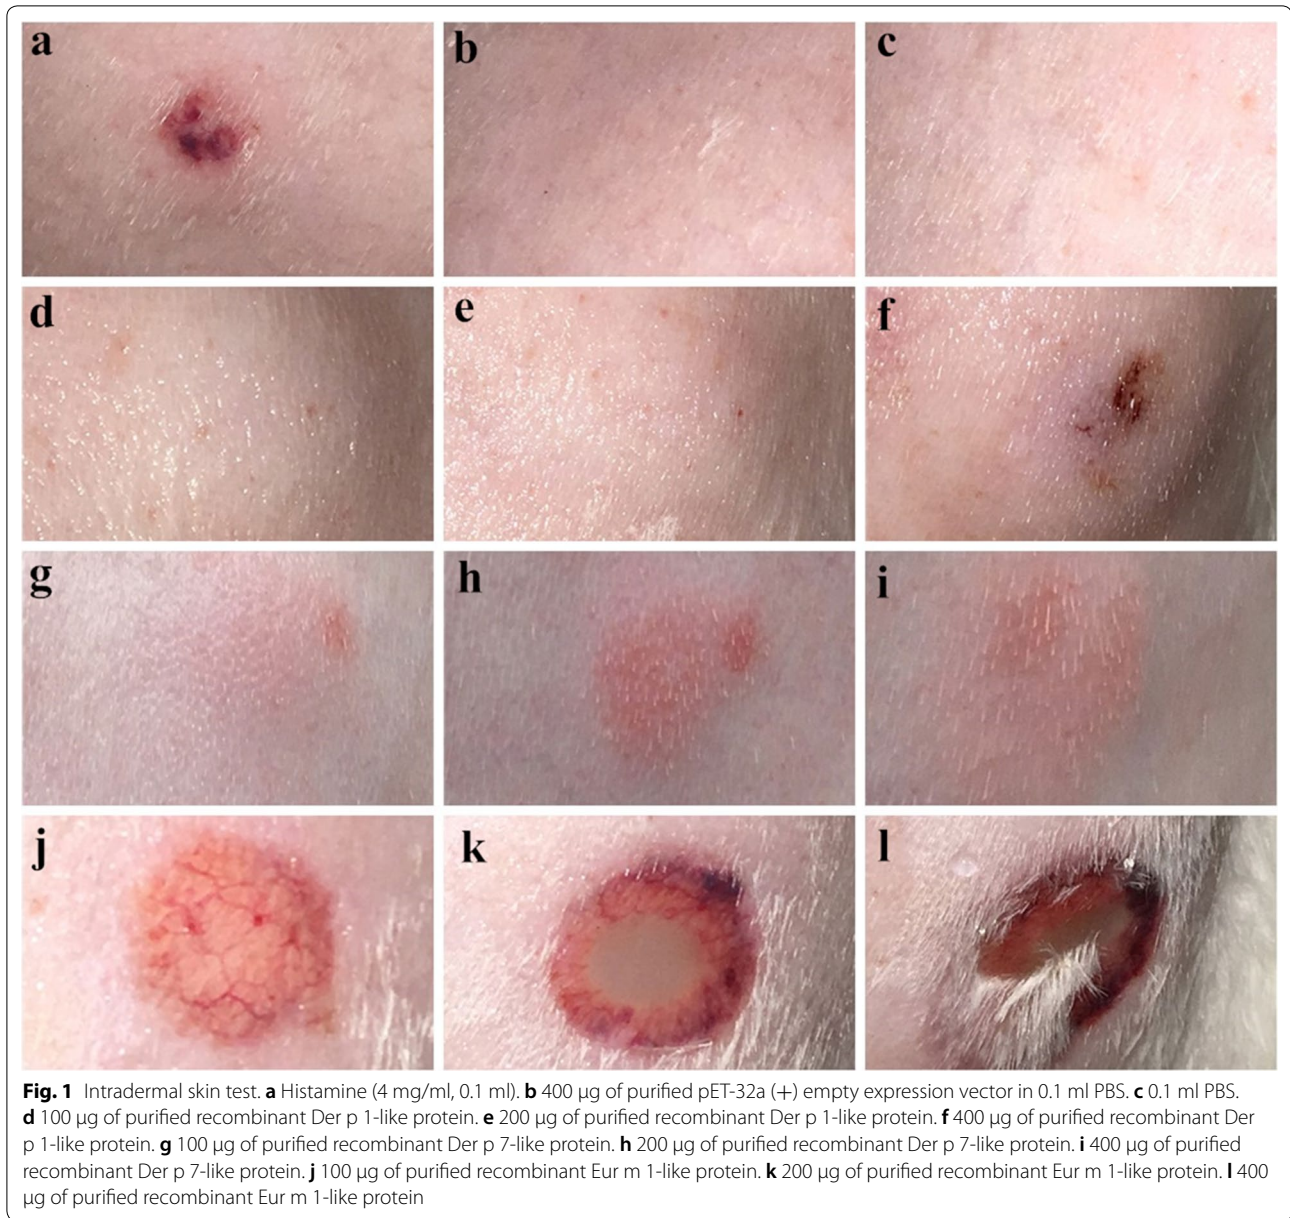 a
b
c
d
e
f
g
h
i
j
k
l
Fig. 1 Intradermal skin test. a Histamine (4 mg/ml, 0.1 ml). b 400 μg of purified pET-32a (+) empty expression vector in 0.1 ml PBS. c 0.1 ml PBS.
d 100 μg of purified recombinant Der p 1-like protein. e 200 μg of purified recombinant Der p 1-like protein. f 400 μg of purified recombinant Der
p 1-like protein. g 100 μg of purified recombinant Der p 7-like protein. h 200 μg of purified recombinant Der p 7-like protein. i 400 μg of purified
recombinant Der p 7-like protein. j 100 μg of purified recombinant Eur m 1-like protein. k 200 μg of purified recombinant Eur m 1-like protein. l 400
μg of purified recombinant Eur m 1-like protein